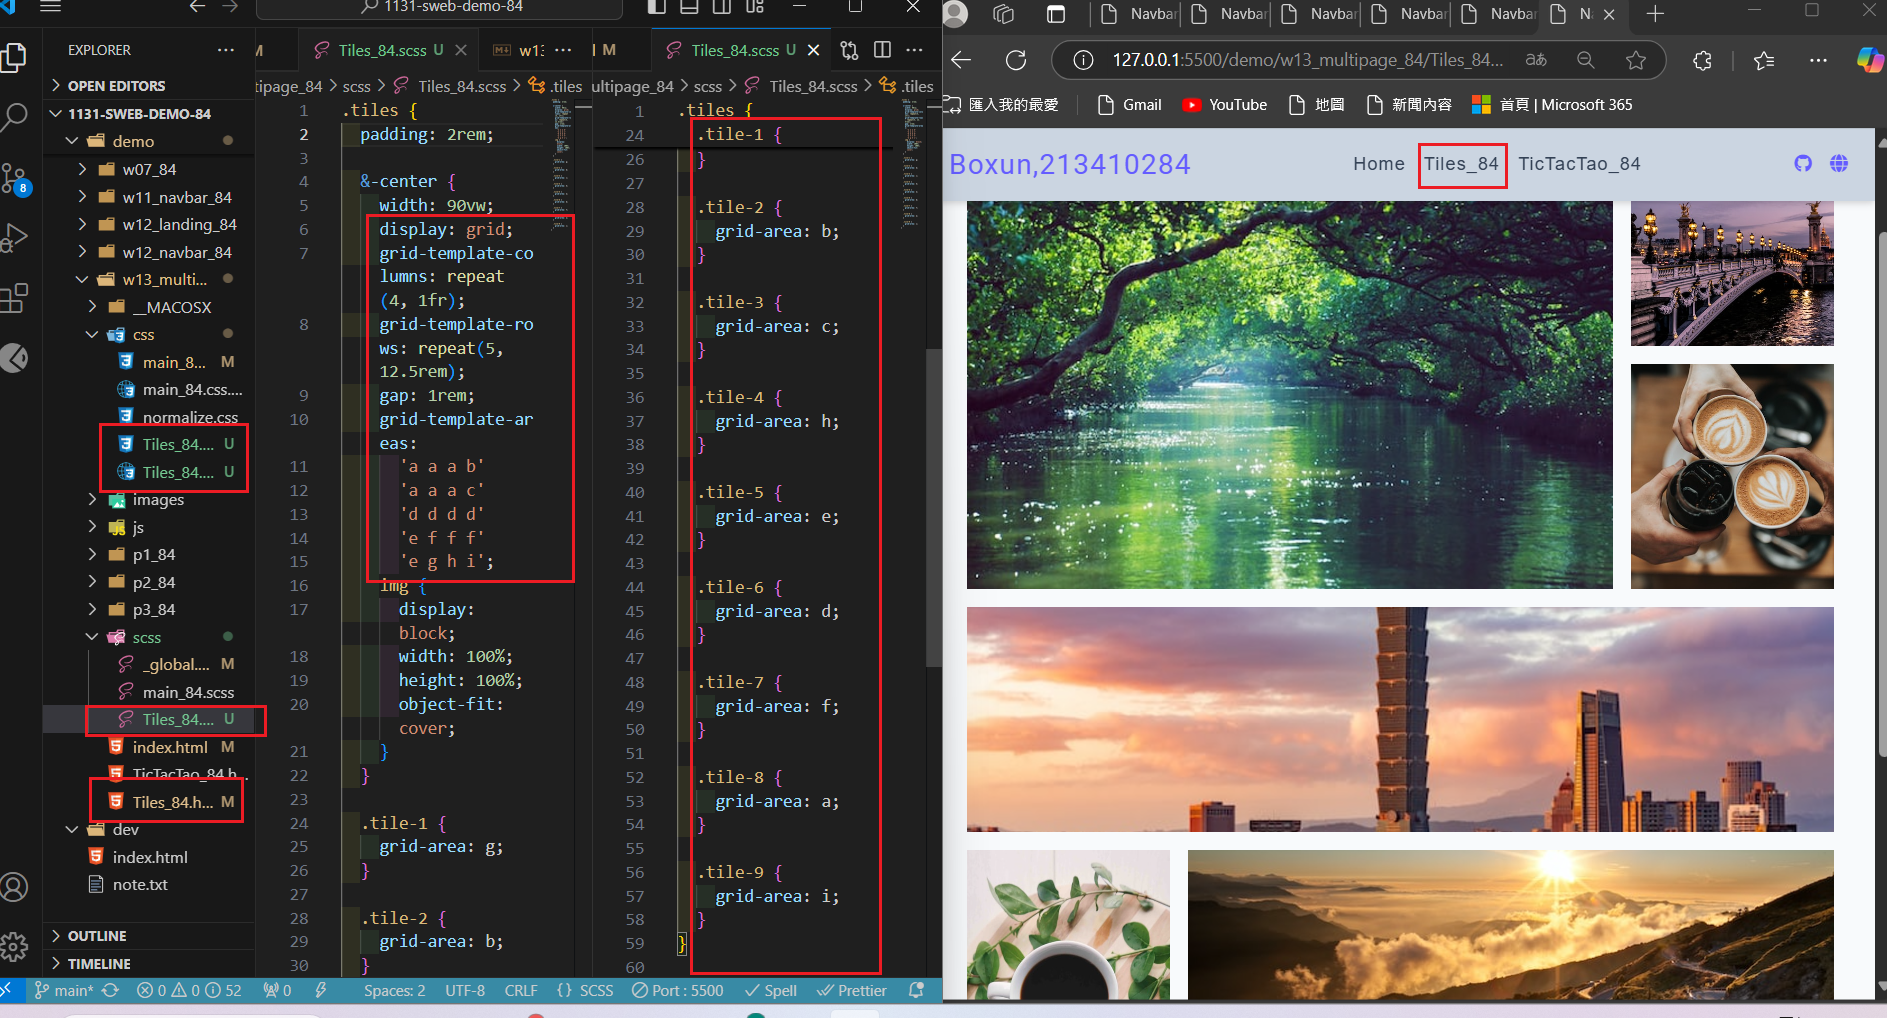 1131-sweb-demo-84
EXPLORER
OPEN EDITORS
1131-SWEB-DEMO-84
demo
w07_84
w11_navbar_84
w12_landing_84
w12_navbar_84
w13_multi...
__MACOSX
css
main_8... M
main_84.css....
normalize.css
Tiles_84.... U
Tiles_84.... U
images
js
p1_84
p2_84
p3_84
scss
_global.... M
main_84.scss
Tiles_84.... U
index.html M
TicTacTao_84.h...
Tiles_84.h... M
dev
index.html
note.txt
OUTLINE
TIMELINE
M
Tiles_84.scss U
w13
tipage_84 > scss > Tiles_84.scss > .tiles
1 .tiles {
2 padding: 2rem;
3
4 &-center {
5 width: 90vw;
6 display: grid;
7 grid-template-co
lumns: repeat
(4, 1fr);
8 grid-template-ro
ws: repeat(5,
12.5rem);
9 gap: 1rem;
10 grid-template-ar
eas:
11 'a a a b'
12 'a a a c'
13 'd d d d'
14 'e f f f'
15 'e g h i';
16 img {
17 display:
block;
18 width: 100%;
19 height: 100%;
20 object-fit:
cover;
21 }
22 }
23
24 .tile-1 {
25 grid-area: g;
26 }
27
28 .tile-2 {
29 grid-area: b;
30 }
M
Tiles_84.scss U
ultipage_84 > scss > Tiles_84.scss > .tiles
1 .tiles {
24 .tile-1 {
26 }
27
28 .tile-2 {
29 grid-area: b;
30 }
31
32 .tile-3 {
33 grid-area: c;
34 }
35
36 .tile-4 {
37 grid-area: h;
38 }
39
40 .tile-5 {
41 grid-area: e;
42 }
43
44 .tile-6 {
45 grid-area: d;
46 }
47
48 .tile-7 {
49 grid-area: f;
50 }
51
52 .tile-8 {
53 grid-area: a;
54 }
55
56 .tile-9 {
57 grid-area: i;
58 }
59 }
60
8
main* 0 0 52 0 Spaces: 2 UTF-8 CRLF {} SCSS Port : 5500 Spell Prettier
Navbar Navbar Navbar Navbar Navbar N
127.0.0.1:5500/demo/w13_multipage_84/Tiles_84... aあ
匯入我的最愛 Gmail YouTube 地圖 新聞內容 首頁 | Microsoft 365
Boxun,213410284 Home Tiles_84 TicTacTao_84